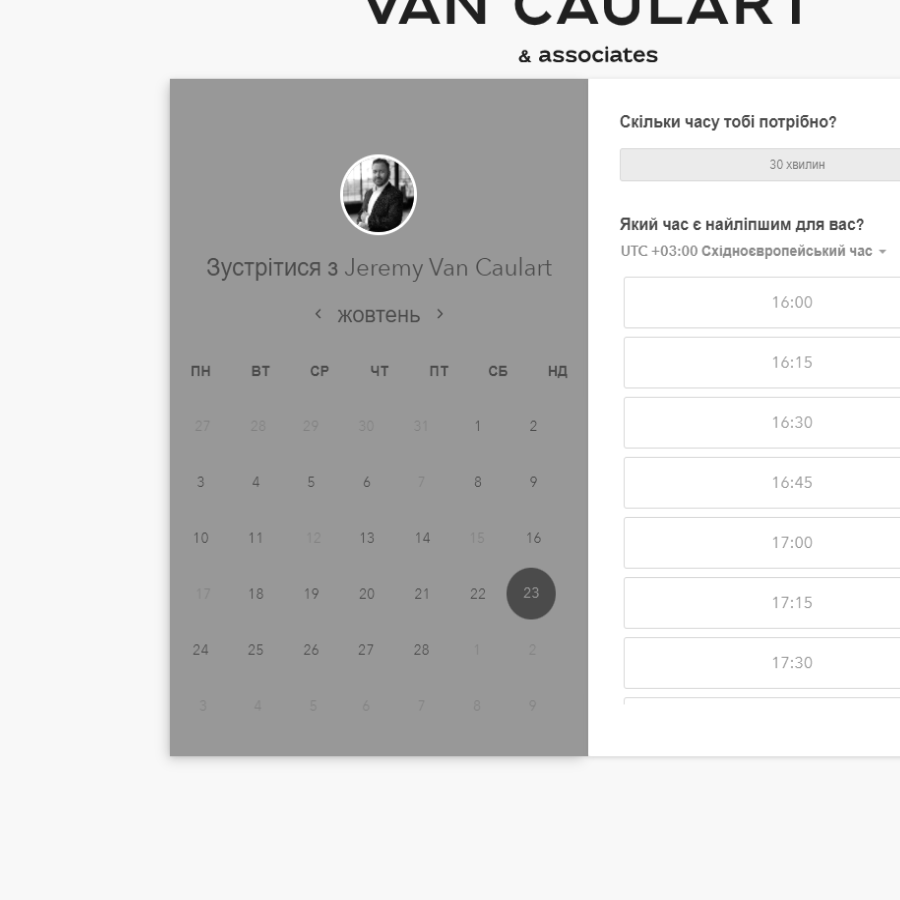 VAN CAULART
& associates
Зустрітися з Jeremy Van Caulart
жовтень
ПН ВТ СР ЧТ ПТ СБ НД
27 28 29 30 31 1 2
3 4 5 6 7 8 9
10 11 12 13 14 15 16
17 18 19 20 21 22 23
24 25 26 27 28 1 2
3 4 5 6 7 8 9
Скільки часу тобі потрібно?
30 хвилин
Який час є найліпшим для вас?
UTC +03:00 Східноєвропейський час
16:00
16:15
16:30
16:45
17:00
17:15
17:30